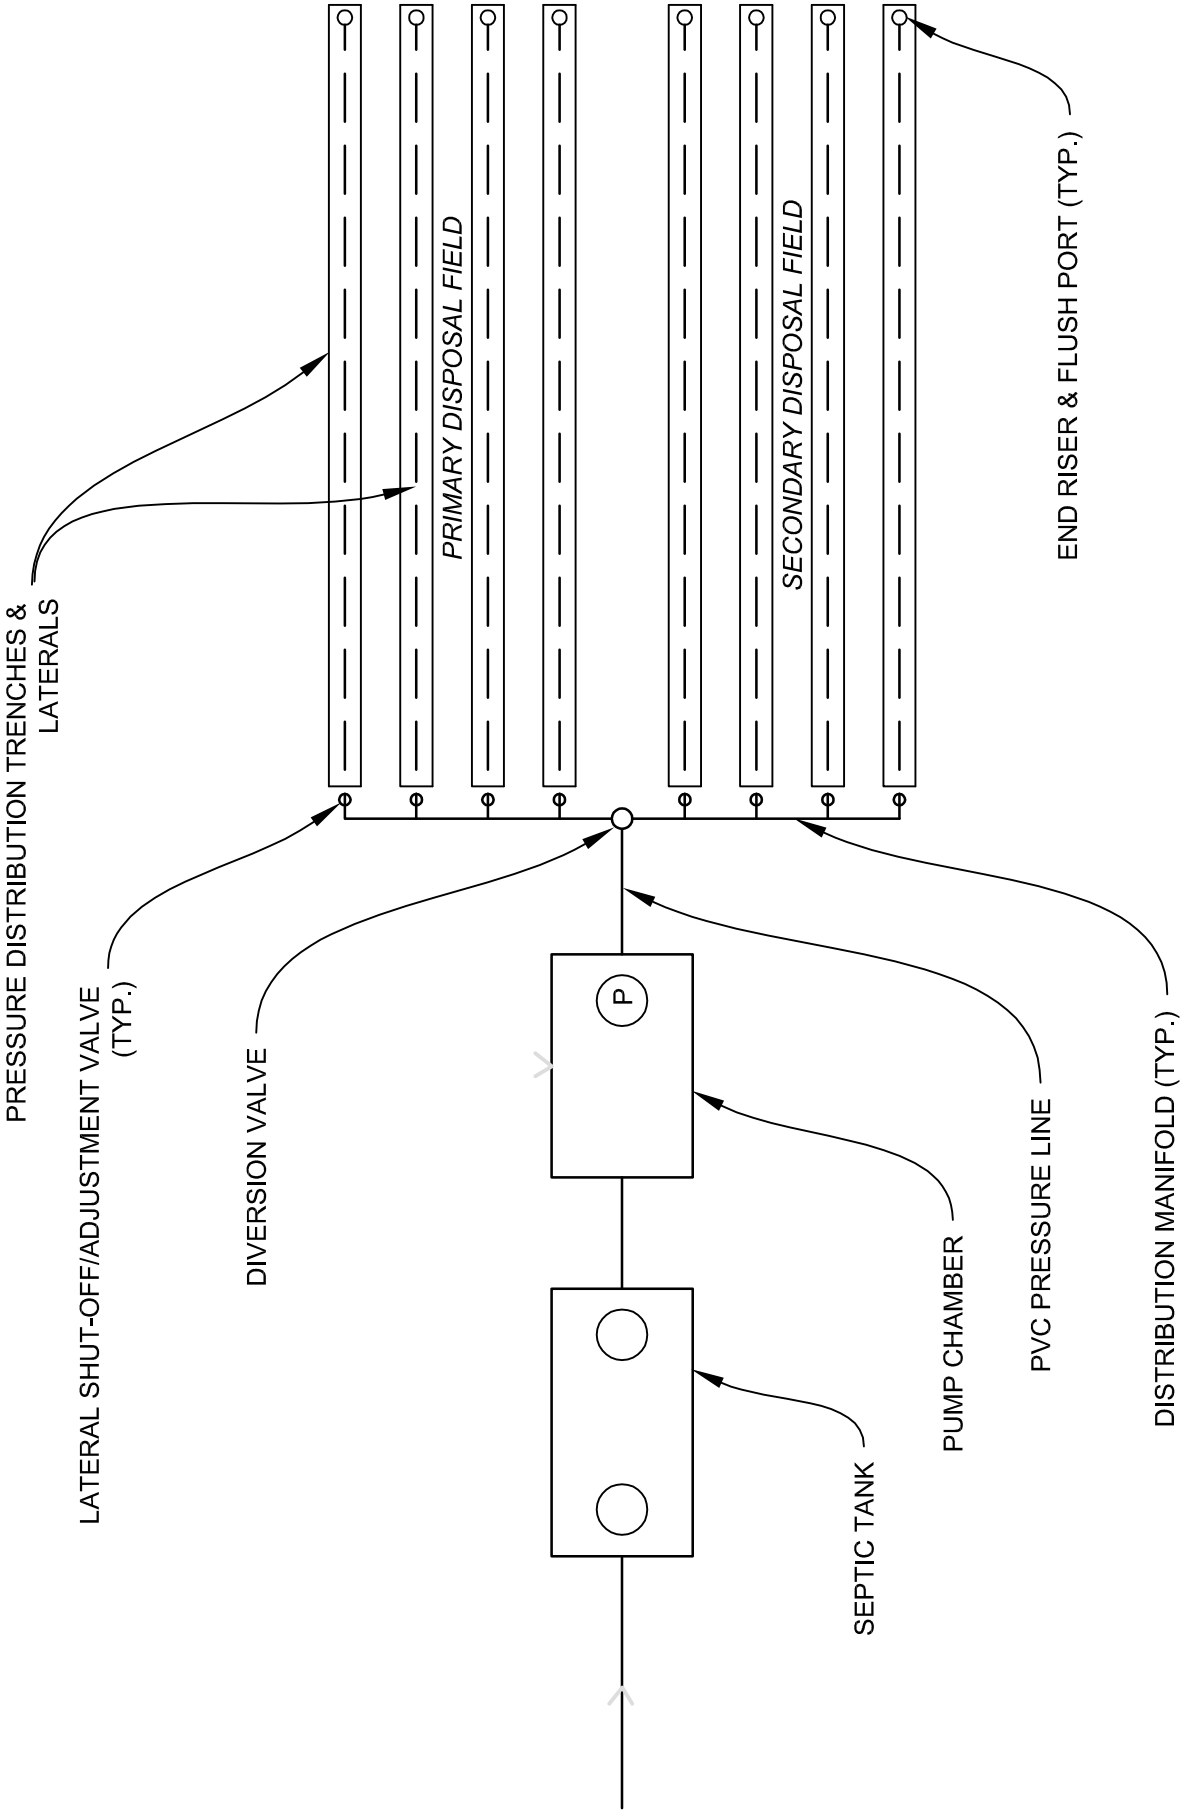 PRESSURE DISTRIBUTION TRENCHES &
LATERALS
LATERAL SHUT-OFF/ADJUSTMENT VALVE
(TYP.)
DIVERSION VALVE
PRIMARY DISPOSAL FIELD
P
SECONDARY DISPOSAL FIELD
SEPTIC TANK
PUMP CHAMBER
PVC PRESSURE LINE
END RISER & FLUSH PORT (TYP.)
DISTRIBUTION MANIFOLD (TYP.)